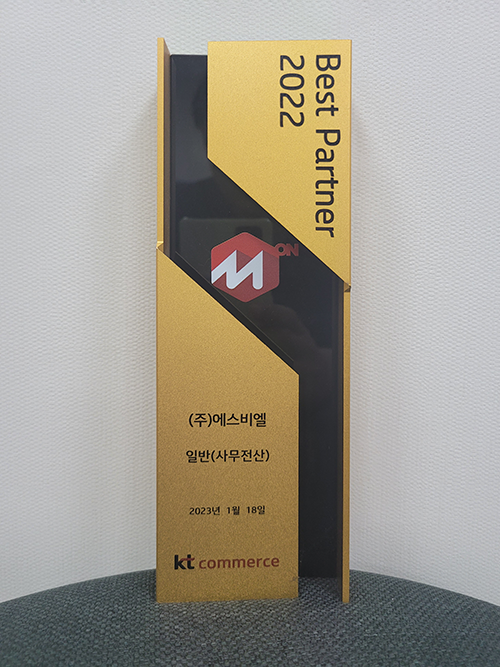 Best Partner
2022
M
ON
(주)에스비엘
일반(사무전산)
2023년 1월 18일
kt commerce